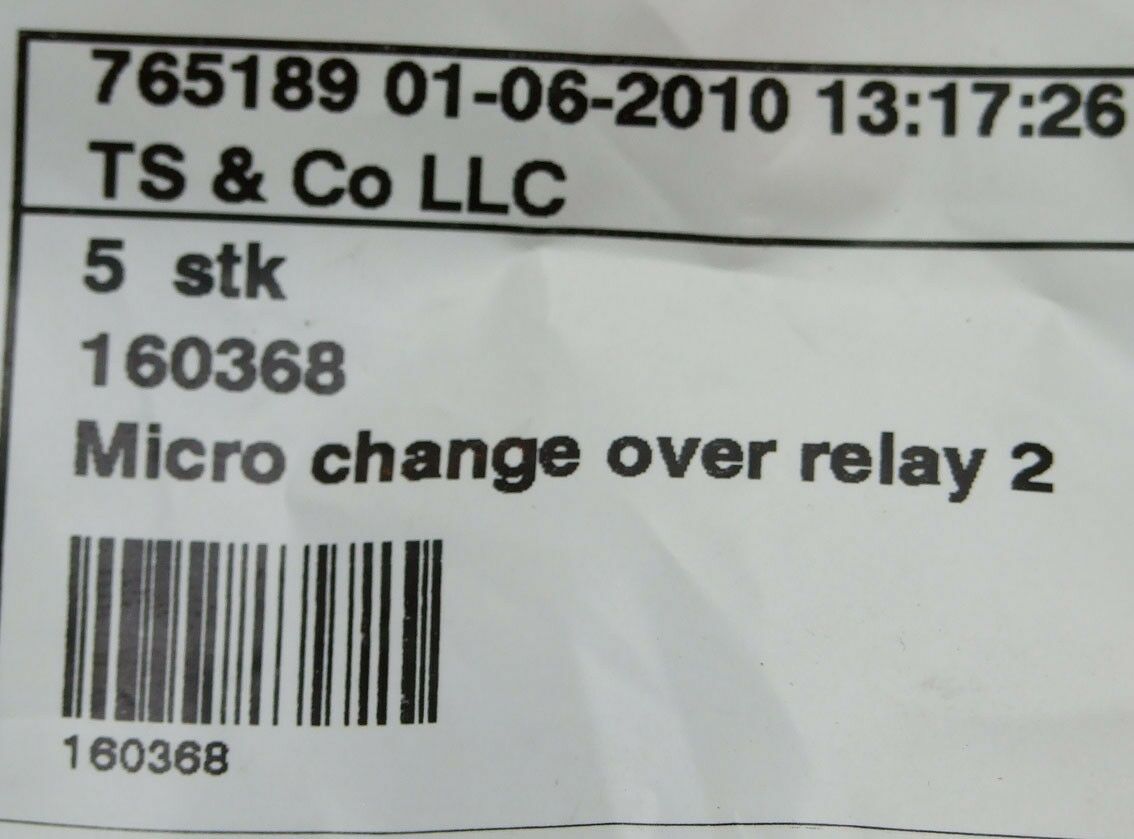 765189 01-06-2010 13:17:26
TS & Co LLC
5 stk
160368
Micro change over relay 2
160368